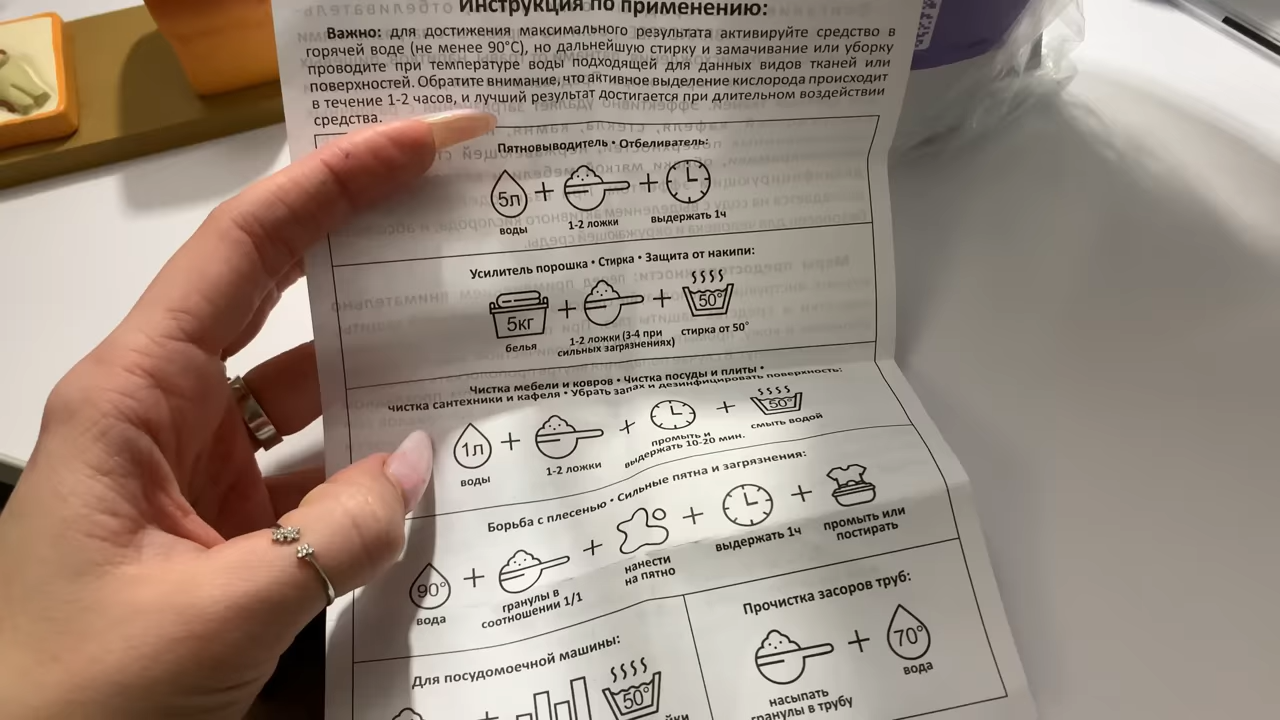 Инструкция по применению:
Важно: для достижения максимального результата активируйте средство в
горячей воде (не менее 90°С), но дальнейшую стирку и замачивание или уборку
проводите при температуре воды подходящей для данных видов тканей или
поверхностей. Обратите внимание, что активное выделение кислорода происходит
в течение 1-2 часов, и лучший результат достигается при длительном воздействии
средства.
Пятновыводитель • Отбеливатель:
5л + +
воды 1-2 ложки выдержать 1ч
Усилитель порошка • Стирка • Защита от накипи:
5кг + + 50°
белья 1-2 ложки (3-4 при сильных загрязнениях) стирка от 50°
Чистка мебели и ковров • Чистка посуды и плиты •
чистка сантехники и кафеля • Убрать запах и дезинфицировать поверхность:
1л + + + 50°
воды 1-2 ложки промыть и выдержать 10-20 мин. смыть водой
Борьба с плесенью • Сильные пятна и загрязнения:
90° + + + +
вода гранулы в соотношении 1/1 нанести на пятно выдержать 1ч промыть или постирать
Для посудомоечной машины:
+ 50°
Прочистка засоров труб:
+ 70°
насыпать гранулы в трубу вода